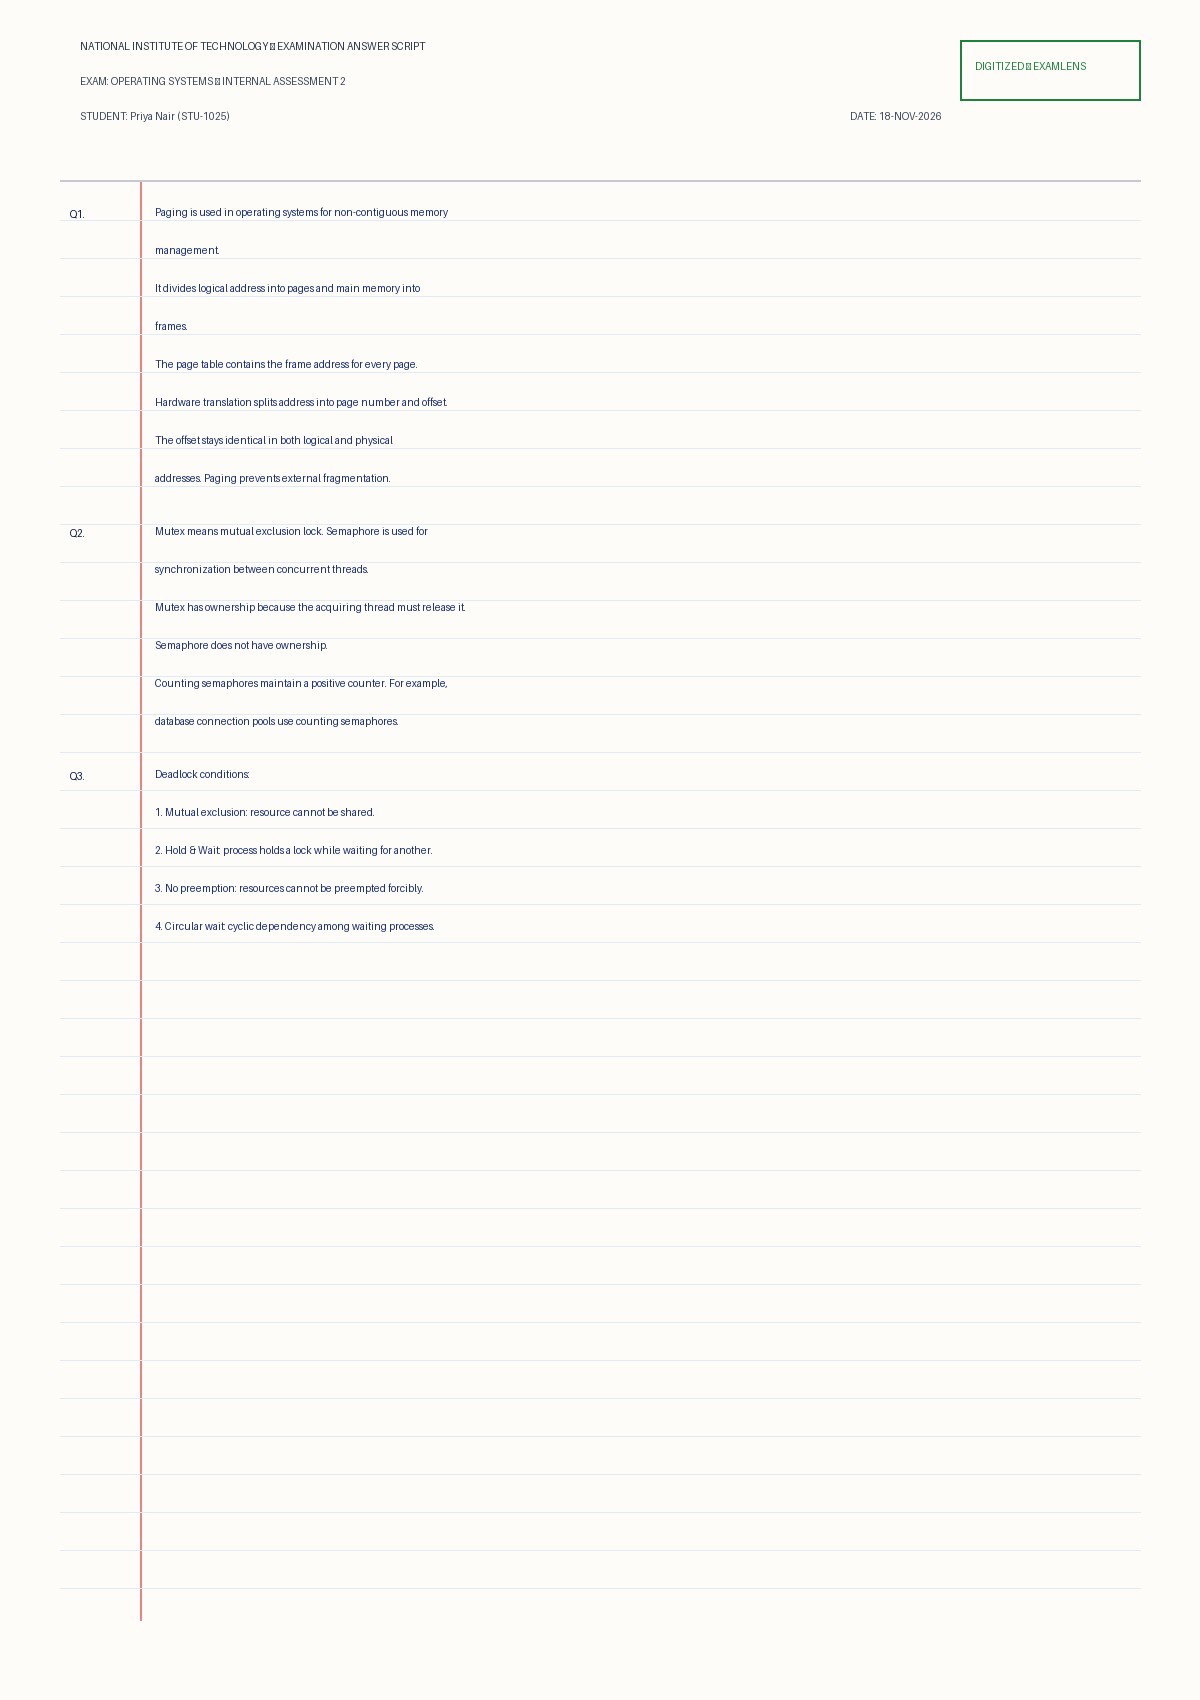 NATIONAL INSTITUTE OF TECHNOLOGY EXAMINATION ANSWER SCRIPT
DIGITIZED EXAMLENS
EXAM: OPERATING SYSTEMS INTERNAL ASSESSMENT 2
STUDENT: Priya Nair (STU-1025)
DATE: 18-NOV-2026
Q1.
Paging is used in operating systems for non-contiguous memory
management.
It divides logical address into pages and main memory into
frames.
The page table contains the frame address for every page.
Hardware translation splits address into page number and offset.
The offset stays identical in both logical and physical
addresses. Paging prevents external fragmentation.
Q2.
Mutex means mutual exclusion lock. Semaphore is used for
synchronization between concurrent threads.
Mutex has ownership because the acquiring thread must release it.
Semaphore does not have ownership.
Counting semaphores maintain a positive counter. For example,
database connection pools use counting semaphores.
Q3.
Deadlock conditions:
1. Mutual exclusion: resource cannot be shared.
2. Hold & Wait: process holds a lock while waiting for another.
3. No preemption: resources cannot be preempted forcibly.
4. Circular wait: cyclic dependency among waiting processes.